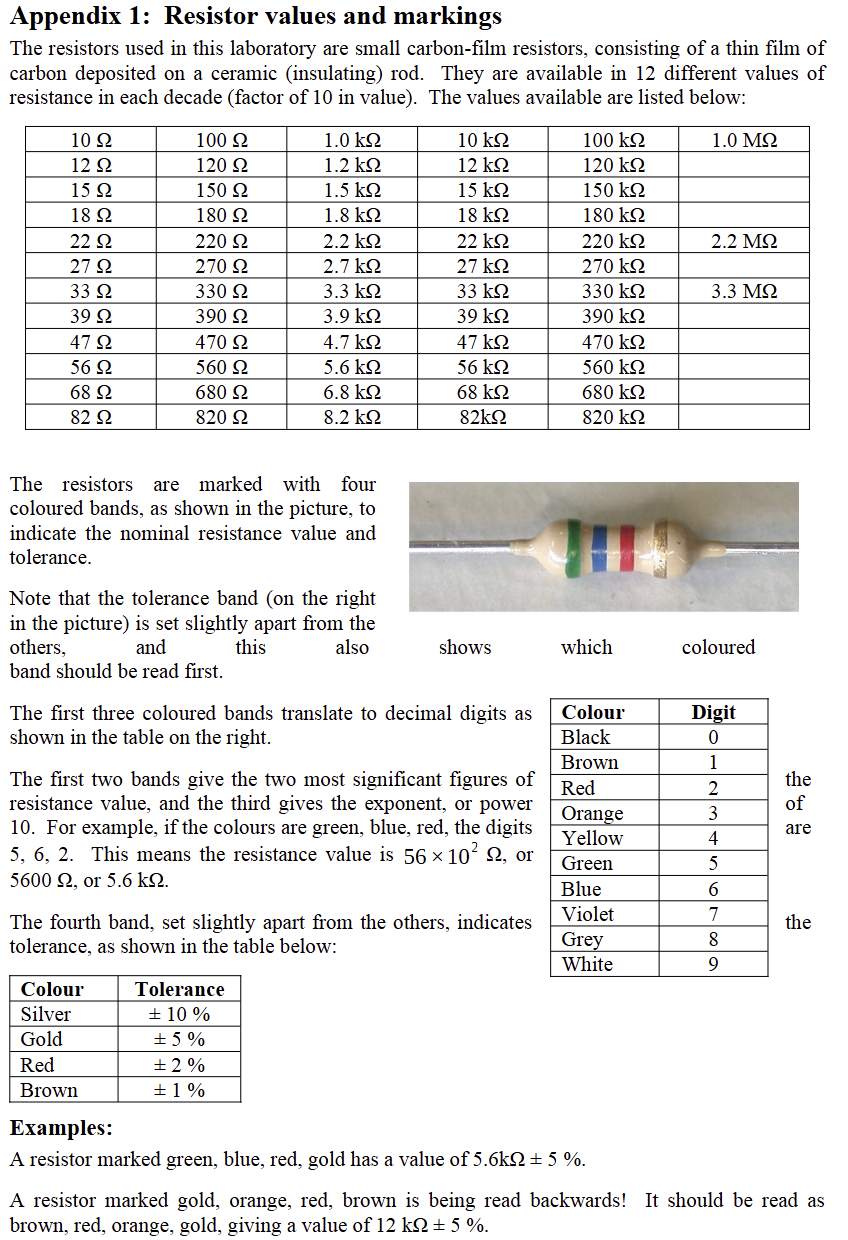 Appendix 1: Resistor values and markings
The resistors used in this laboratory are small carbon-film resistors, consisting of a thin film of
carbon deposited on a ceramic (insulating) rod. They are available in 12 different values of
resistance in each decade (factor of 10 in value). The values available are listed below:
10 Ω 100 Ω 1.0 kΩ 10 kΩ 100 kΩ 1.0 MΩ
12 Ω 120 Ω 1.2 kΩ 12 kΩ 120 kΩ
15 Ω 150 Ω 1.5 kΩ 15 kΩ 150 kΩ
18 Ω 180 Ω 1.8 kΩ 18 kΩ 180 kΩ
22 Ω 220 Ω 2.2 kΩ 22 kΩ 220 kΩ 2.2 MΩ
27 Ω 270 Ω 2.7 kΩ 27 kΩ 270 kΩ
33 Ω 330 Ω 3.3 kΩ 33 kΩ 330 kΩ 3.3 MΩ
39 Ω 390 Ω 3.9 kΩ 39 kΩ 390 kΩ
47 Ω 470 Ω 4.7 kΩ 47 kΩ 470 kΩ
56 Ω 560 Ω 5.6 kΩ 56 kΩ 560 kΩ
68 Ω 680 Ω 6.8 kΩ 68 kΩ 680 kΩ
82 Ω 820 Ω 8.2 kΩ 82kΩ 820 kΩ
The resistors are marked with four
coloured bands, as shown in the picture, to
indicate the nominal resistance value and
tolerance.
Note that the tolerance band (on the right
in the picture) is set slightly apart from the
others, and this also shows which coloured
band should be read first.
The first three coloured bands translate to decimal digits as
shown in the table on the right.
The first two bands give the two most significant figures of the
resistance value, and the third gives the exponent, or power of
10. For example, if the colours are green, blue, red, the digits are
5, 6, 2. This means the resistance value is 56 × 10² Ω, or
5600 Ω, or 5.6 kΩ.
The fourth band, set slightly apart from the others, indicates the
tolerance, as shown in the table below:
Colour Digit
Black 0
Brown 1
Red 2
Orange 3
Yellow 4
Green 5
Blue 6
Violet 7
Grey 8
White 9
Colour Tolerance
Silver ± 10 %
Gold ± 5 %
Red ± 2 %
Brown ± 1 %
Examples:
A resistor marked green, blue, red, gold has a value of 5.6kΩ ± 5 %.
A resistor marked gold, orange, red, brown is being read backwards! It should be read as
brown, red, orange, gold, giving a value of 12 kΩ ± 5 %.